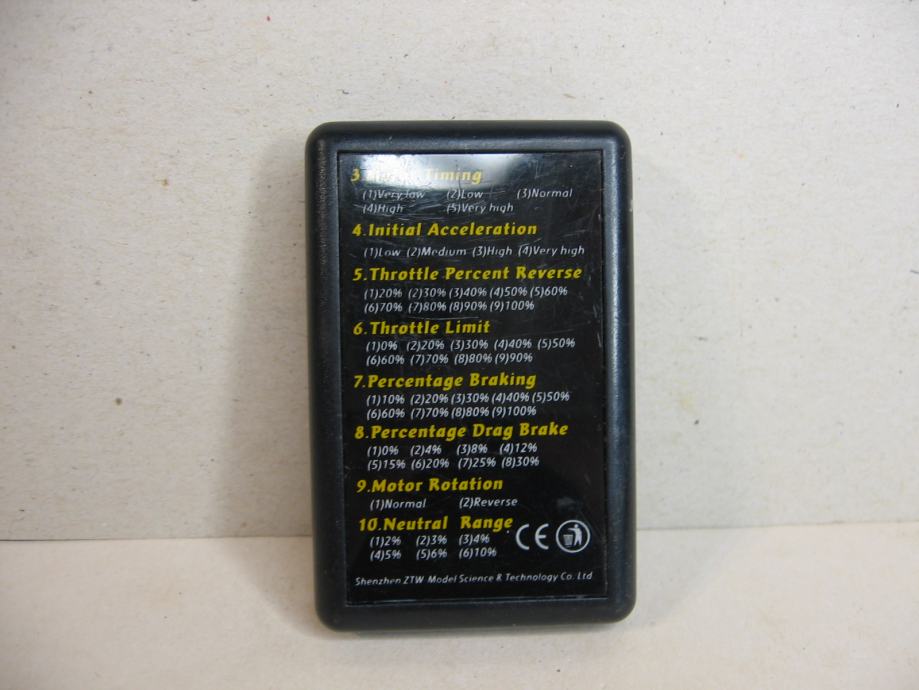 3.Motor Timing
(1)Very low (2)Low (3)Normal
(4)High (5)Very high
4.Initial Acceleration
(1)Low (2)Medium (3)High (4)Very high
5.Throttle Percent Reverse
(1)20% (2)30% (3)40% (4)50% (5)60%
(6)70% (7)80% (8)90% (9)100%
6.Throttle Limit
(1)0% (2)20% (3)30% (4)40% (5)50%
(6)60% (7)70% (8)80% (9)90%
7.Percentage Braking
(1)10% (2)20% (3)30% (4)40% (5)50%
(6)60% (7)70% (8)80% (9)100%
8.Percentage Drag Brake
(1)0% (2)4% (3)8% (4)12%
(5)15% (6)20% (7)25% (8)30%
9.Motor Rotation
(1)Normal (2)Reverse
10.Neutral Range
(1)2% (2)3% (3)4%
(4)5% (5)6% (6)10%
CE
Shenzhen ZTW Model Science & Technology Co. Ltd